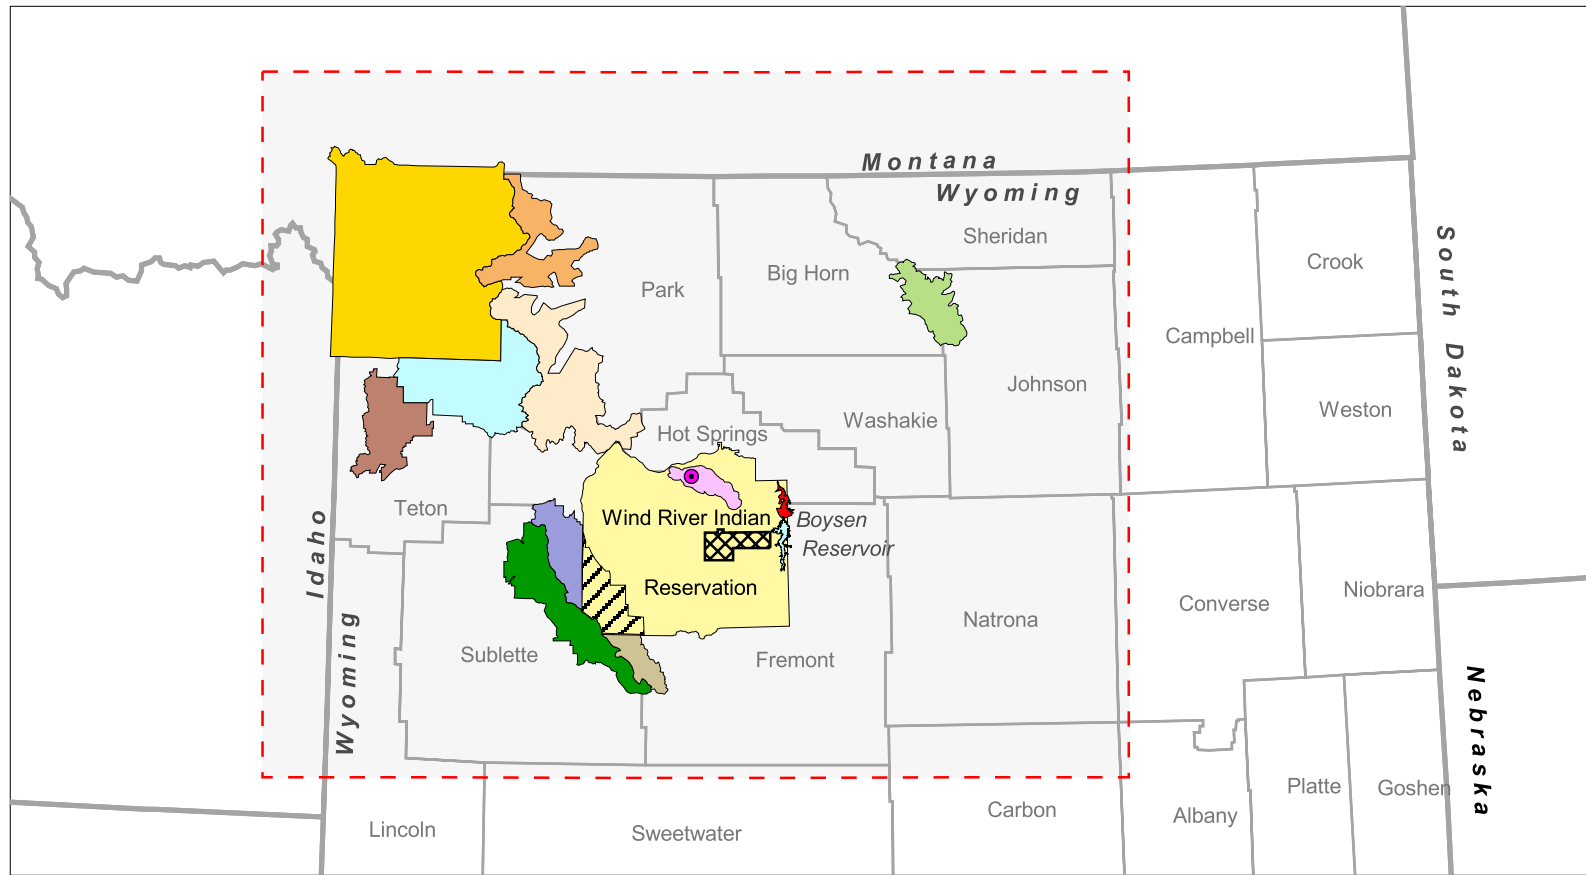 Montana
Wyoming
Sheridan
Big Horn
Park
Crook
South Dakota
Campbell
Johnson
Weston
Washakie
Hot Springs
Teton
Wind River Indian
Reservation
Boysen
Reservoir
Idaho
Wyoming
Niobrara
Converse
Natrona
Sublette
Fremont
Nebraska
Platte
Goshen
Carbon
Albany
Lincoln
Sweetwater